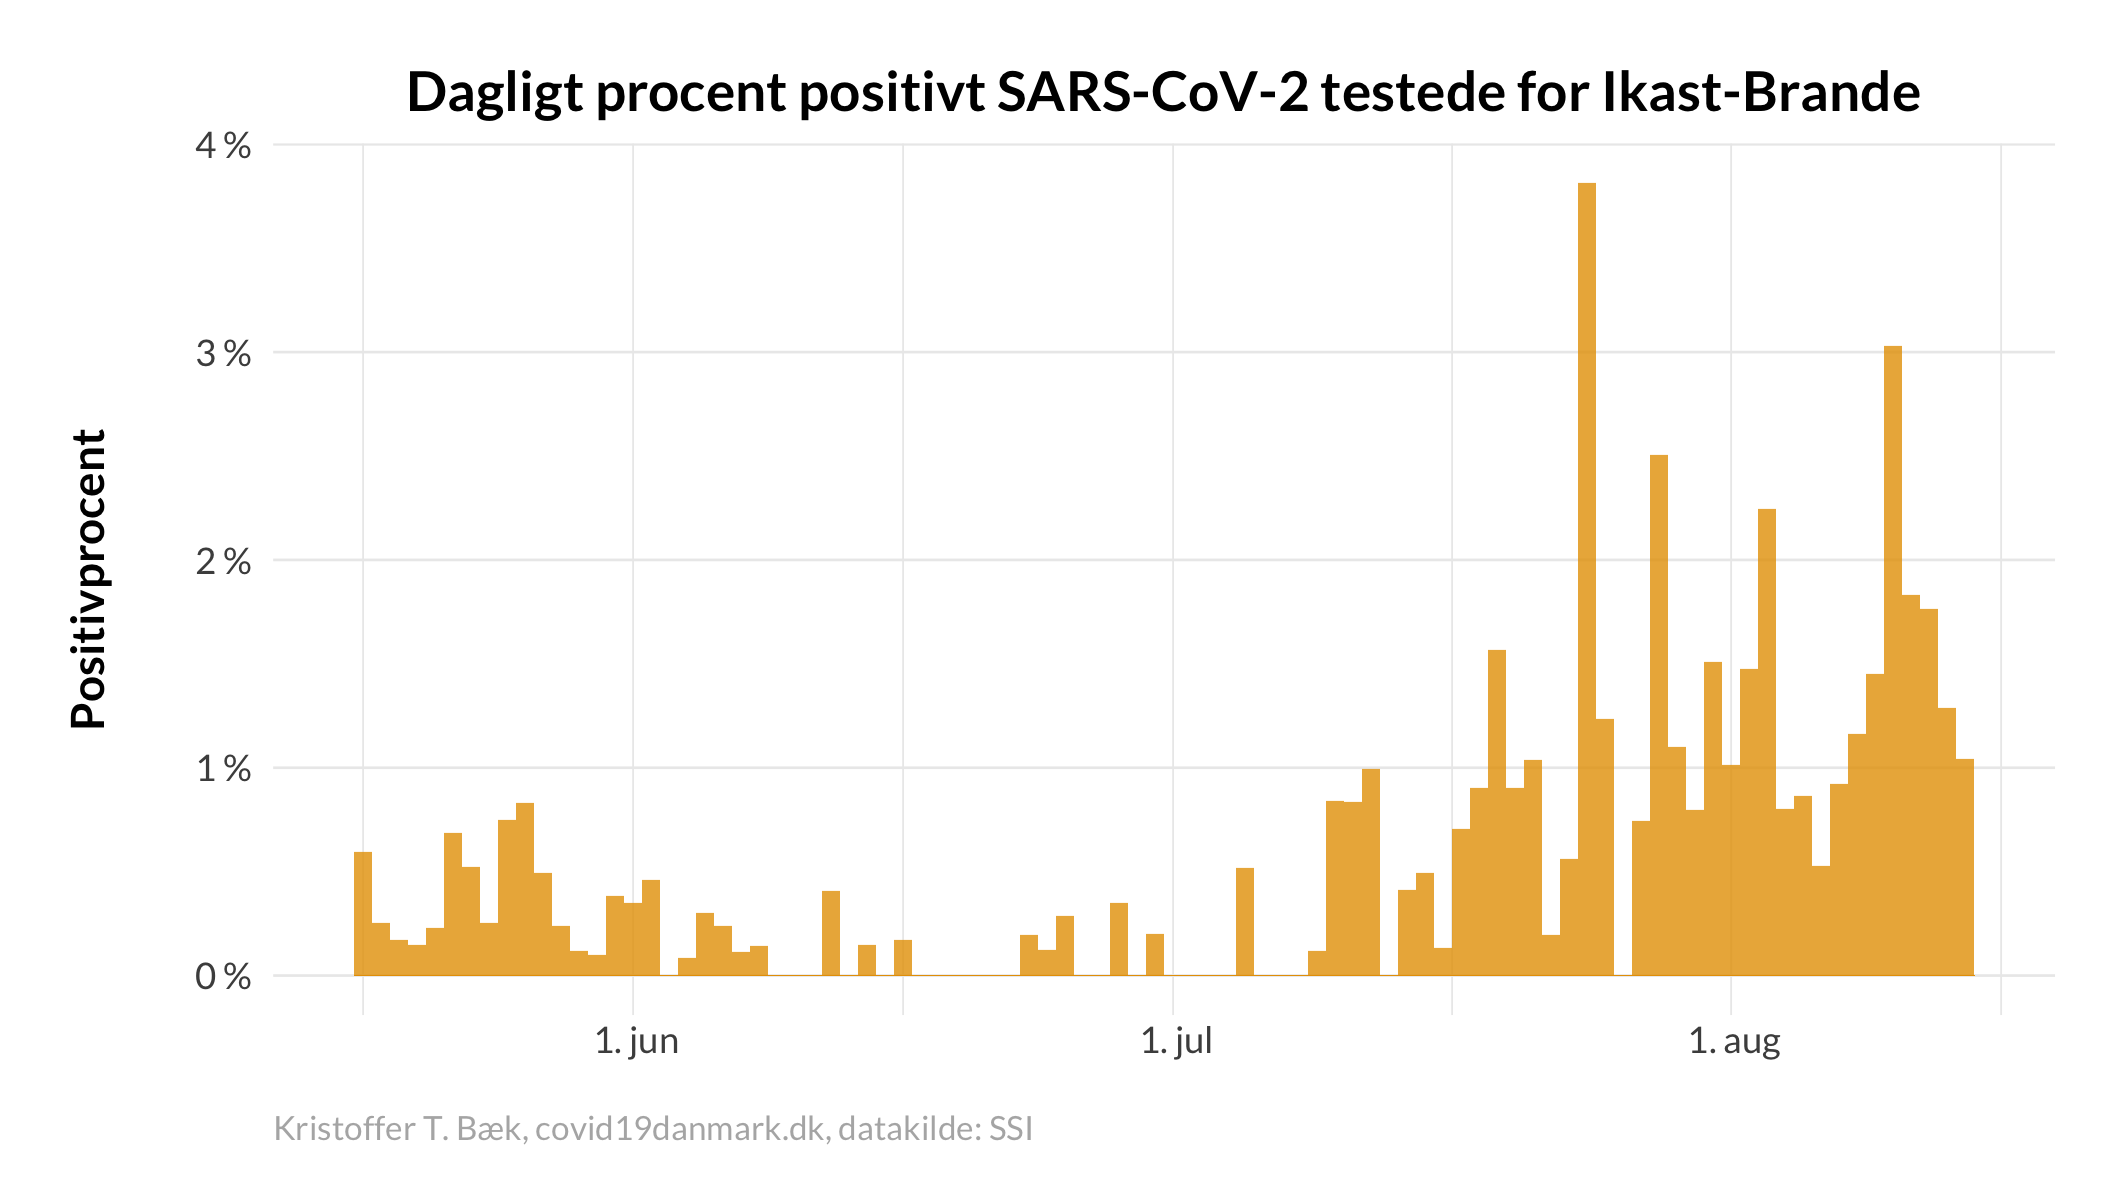 Dagligt procent positivt SARS-CoV-2 testede for Ikast-Brande
Positivprocent
4 %
3 %
2 %
1 %
0 %
1. jun
1. jul
1. aug
Kristoffer T. Bæk, covid19danmark.dk, datakilde: SSI